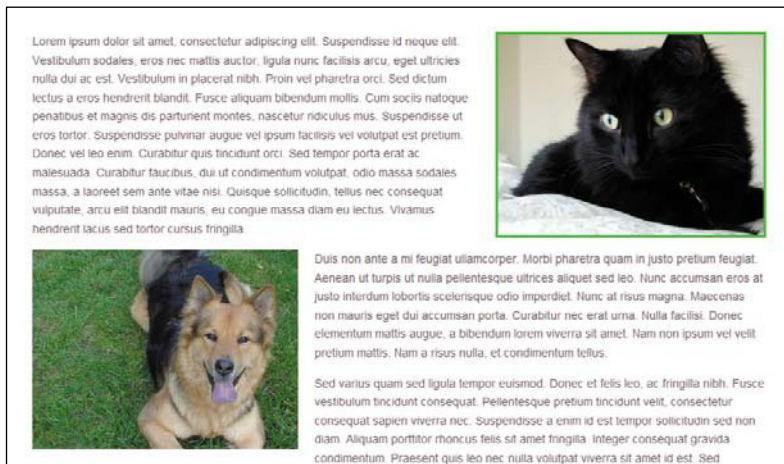 Lorem ipsum dolor sit amet, consectetur adipiscing elit. Suspendisse id neque elit.
Vestibulum sodales, eros nec mattis auctor, ligula nunc facilisis arcu, eget ultricies
nulla dui ac est. Vestibulum in placerat nibh. Proin vel pharetra orci. Sed dictum
lectus a eros hendrerit blandit. Fusce aliquam bibendum mollis. Cum sociis natoque
penatibus et magnis dis parturient montes, nascetur ridiculus mus. Suspendisse ut
eros tortor. Suspendisse pulvinar augue vel ipsum facilisis vel volutpat est pretium.
Donec vel leo enim. Curabitur quis tincidunt orci. Sed tempor porta erat ac
malesuada. Curabitur faucibus, dui ut condimentum volutpat, odio massa sodales
massa, a laoreet sem ante vitae nisi. Quisque sollicitudin, tellus nec consequat
vulputate, arcu elit blandit mauris, eu congue massa diam eu lectus. Vivamus
hendrerit lacus sed tortor cursus fringilla.
Duis non ante a mi feugiat ullamcorper. Morbi pharetra quam in justo pretium feugiat.
Aenean ut turpis ut nulla pellentesque ultrices aliquet sed leo. Nunc accumsan eros at
justo interdum lobortis scelerisque odio imperdiet. Nunc at risus magna. Maecenas
non mauris eget dui accumsan porta. Curabitur nec erat urna. Nulla facilisi. Donec
elementum mattis augue, a bibendum lorem viverra sit amet. Nam non ipsum vel velit
pretium mattis. Nam a risus nulla, et condimentum tellus.
Sed varius quam sed ligula tempor euismod. Donec et felis leo, ac fringilla nibh. Fusce
vestibulum tincidunt consequat. Pellentesque pretium tincidunt velit, consectetur
consequat sapien viverra nec. Suspendisse a enim id est tempor sollicitudin sed non
diam. Aliquam porttitor rhoncus felis sit amet fringilla. Integer consequat gravida
condimentum. Praesent quis leo nec nulla volutpat viverra sit amet id est. Sed